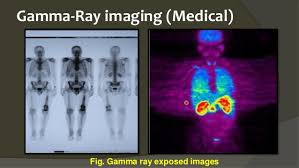 Gamma-Ray imaging (Medical)
Fig. Gamma ray exposed images